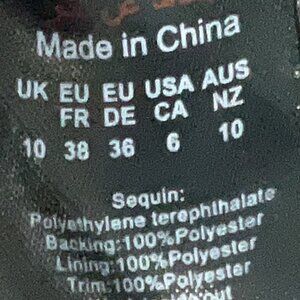 Made in China
UK EU EU USA AUS
FR DE CA NZ
10 38 36 6 10
Sequin:
Polyethylene terephthalate
Backing:100%Polyester
Lining:100%Polyester
Trim:100%Polyester